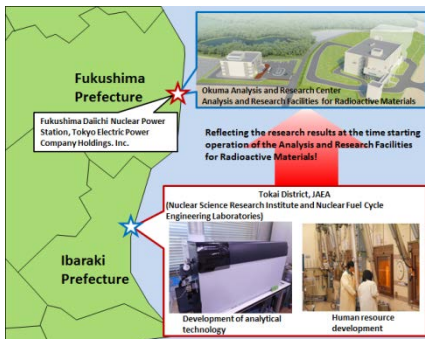 Fukushima
Prefecture
Okuma Analysis and Research Center
Analysis and Research Facilities for Radioactive Materials
Fukushima Daiichi Nuclear Power
Station, Tokyo Electric Power
Company Holdings. Inc.
Reflecting the research results at the time starting
operation of the Analysis and Research Facilities
for Radioactive Materials!
Tokai District, JAEA
(Nuclear Science Research Institute and Nuclear Fuel Cycle
Engineering Laboratories)
Ibaraki
Prefecture
Development of analytical
technology
Human resource
development